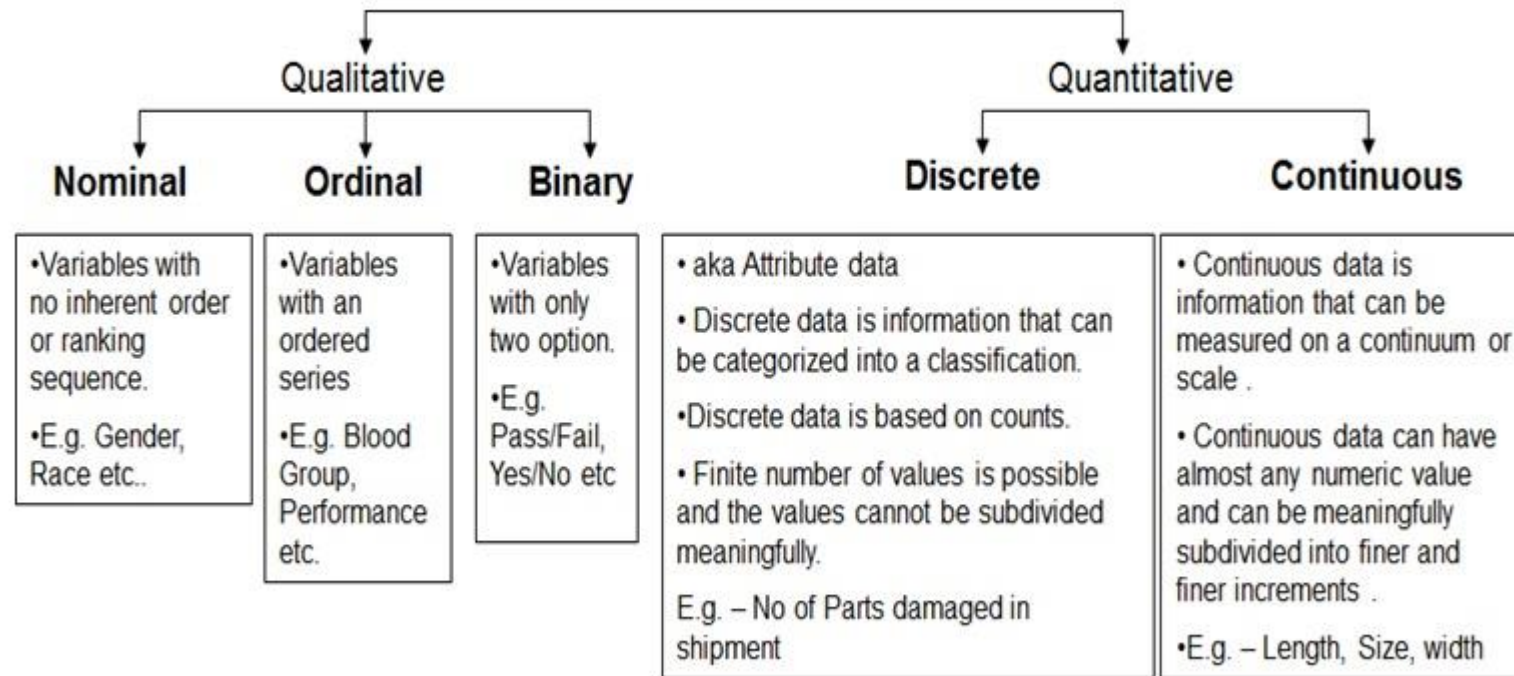 Qualitative
Quantitative
Nominal
Ordinal
Binary
Discrete
Continuous
•Variables with
no inherent order
or ranking
sequence.
•E.g. Gender,
Race etc..
•Variables
with an
ordered
series
•E.g. Blood
Group,
Performance
etc.
•Variables
with only
two option.
•E.g.
Pass/Fail,
Yes/No etc
• aka Attribute data
• Discrete data is information that can
be categorized into a classification.
•Discrete data is based on counts.
• Finite number of values is possible
and the values cannot be subdivided
meaningfully.
E.g. – No of Parts damaged in
shipment
• Continuous data is
information that can be
measured on a continuum or
scale .
• Continuous data can have
almost any numeric value
and can be meaningfully
subdivided into finer and
finer increments .
•E.g. – Length, Size, width